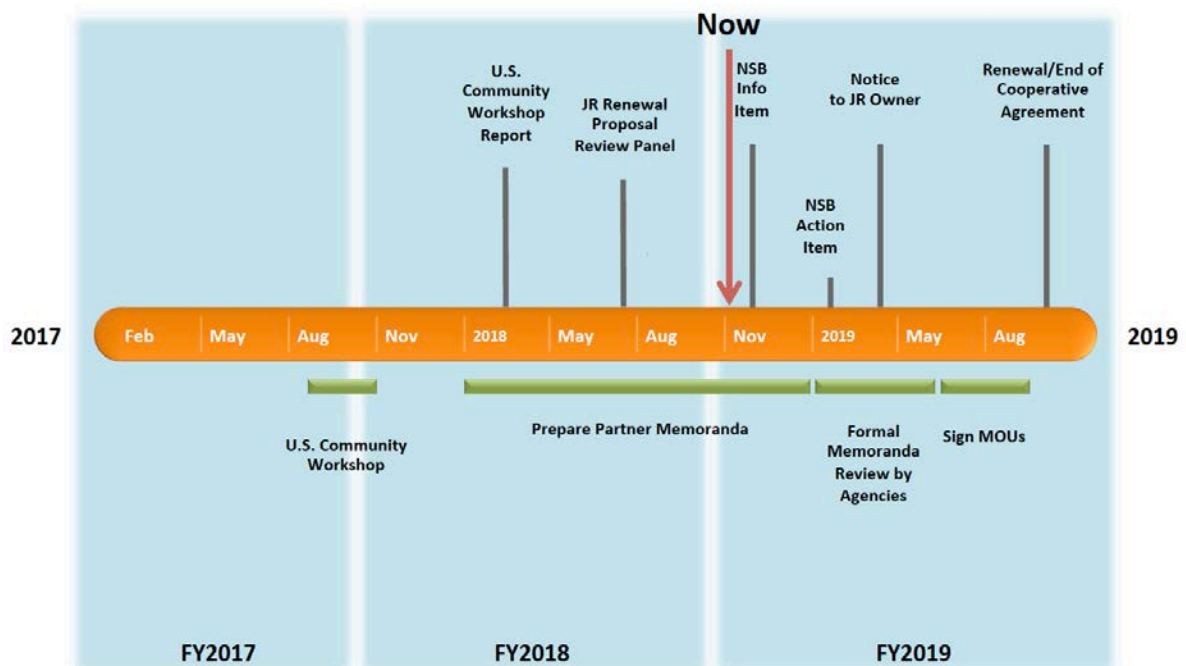 Now
U.S.
Community
Workshop
Report
JR Renewal
Proposal
Review Panel
NSB
Info
Item
NSB
Action
Item
Notice
to JR Owner
Renewal/End of
Cooperative
Agreement
2017
Feb
May
Aug
Nov
2018
May
Aug
Nov
2019
May
Aug
2019
U.S. Community
Workshop
Prepare Partner Memoranda
Formal
Memoranda
Review by
Agencies
Sign MOUs
FY2017
FY2018
FY2019